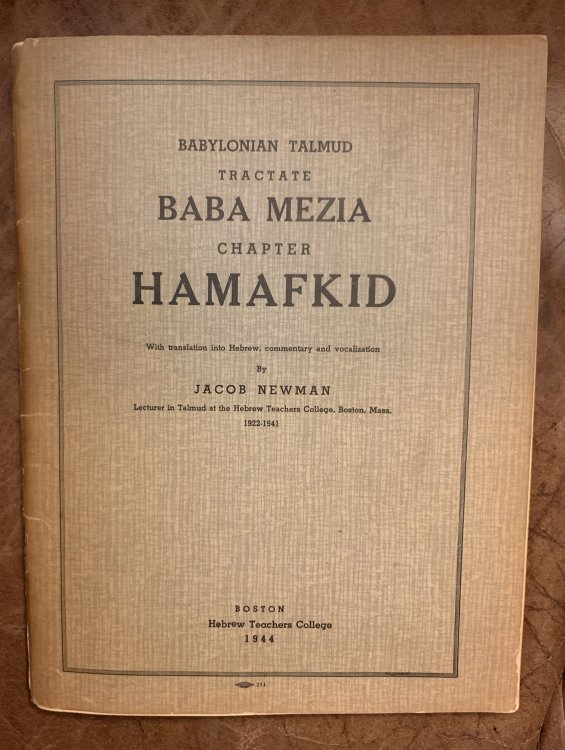 BABYLONIAN TALMUD
TRACTATE
BABA MEZIA
CHAPTER
HAMAFKID
With translation into Hebrew, commentary and vocalization
By
JACOB NEWMAN
Lecturer in Talmud at the Hebrew Teachers College, Boston, Mass.
1922-1941
BOSTON
Hebrew Teachers College
1944